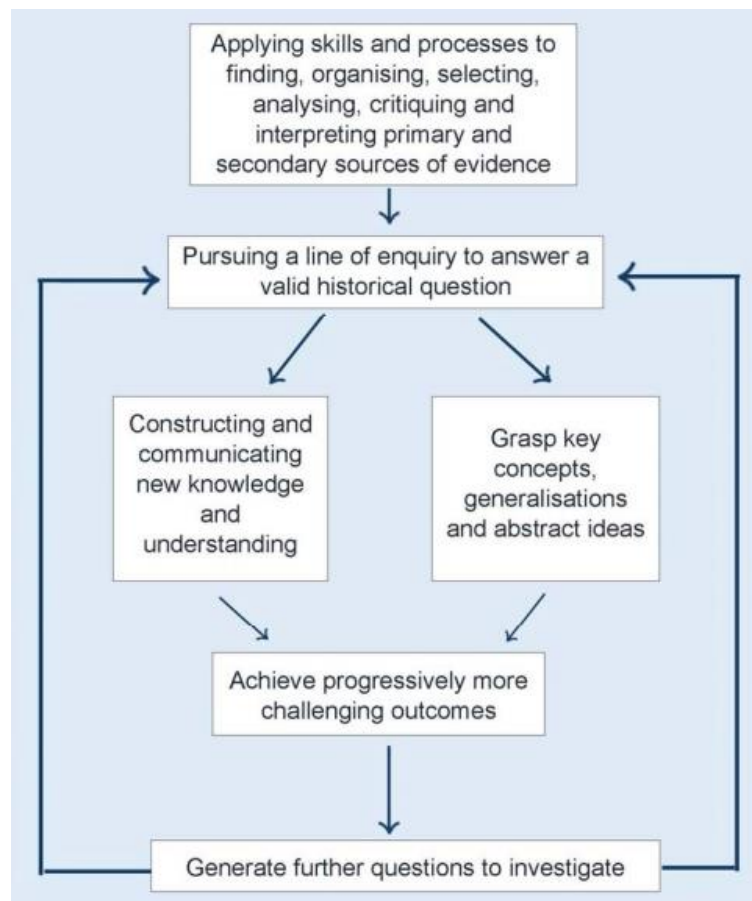 Applying skills and processes to
finding, organising, selecting,
analysing, critiquing and
interpreting primary and
secondary sources of evidence
Pursuing a line of enquiry to answer a
valid historical question
Constructing and
communicating
new knowledge
and
understanding
Grasp key
concepts,
generalisations
and abstract ideas
Achieve progressively more
challenging outcomes
Generate further questions to investigate